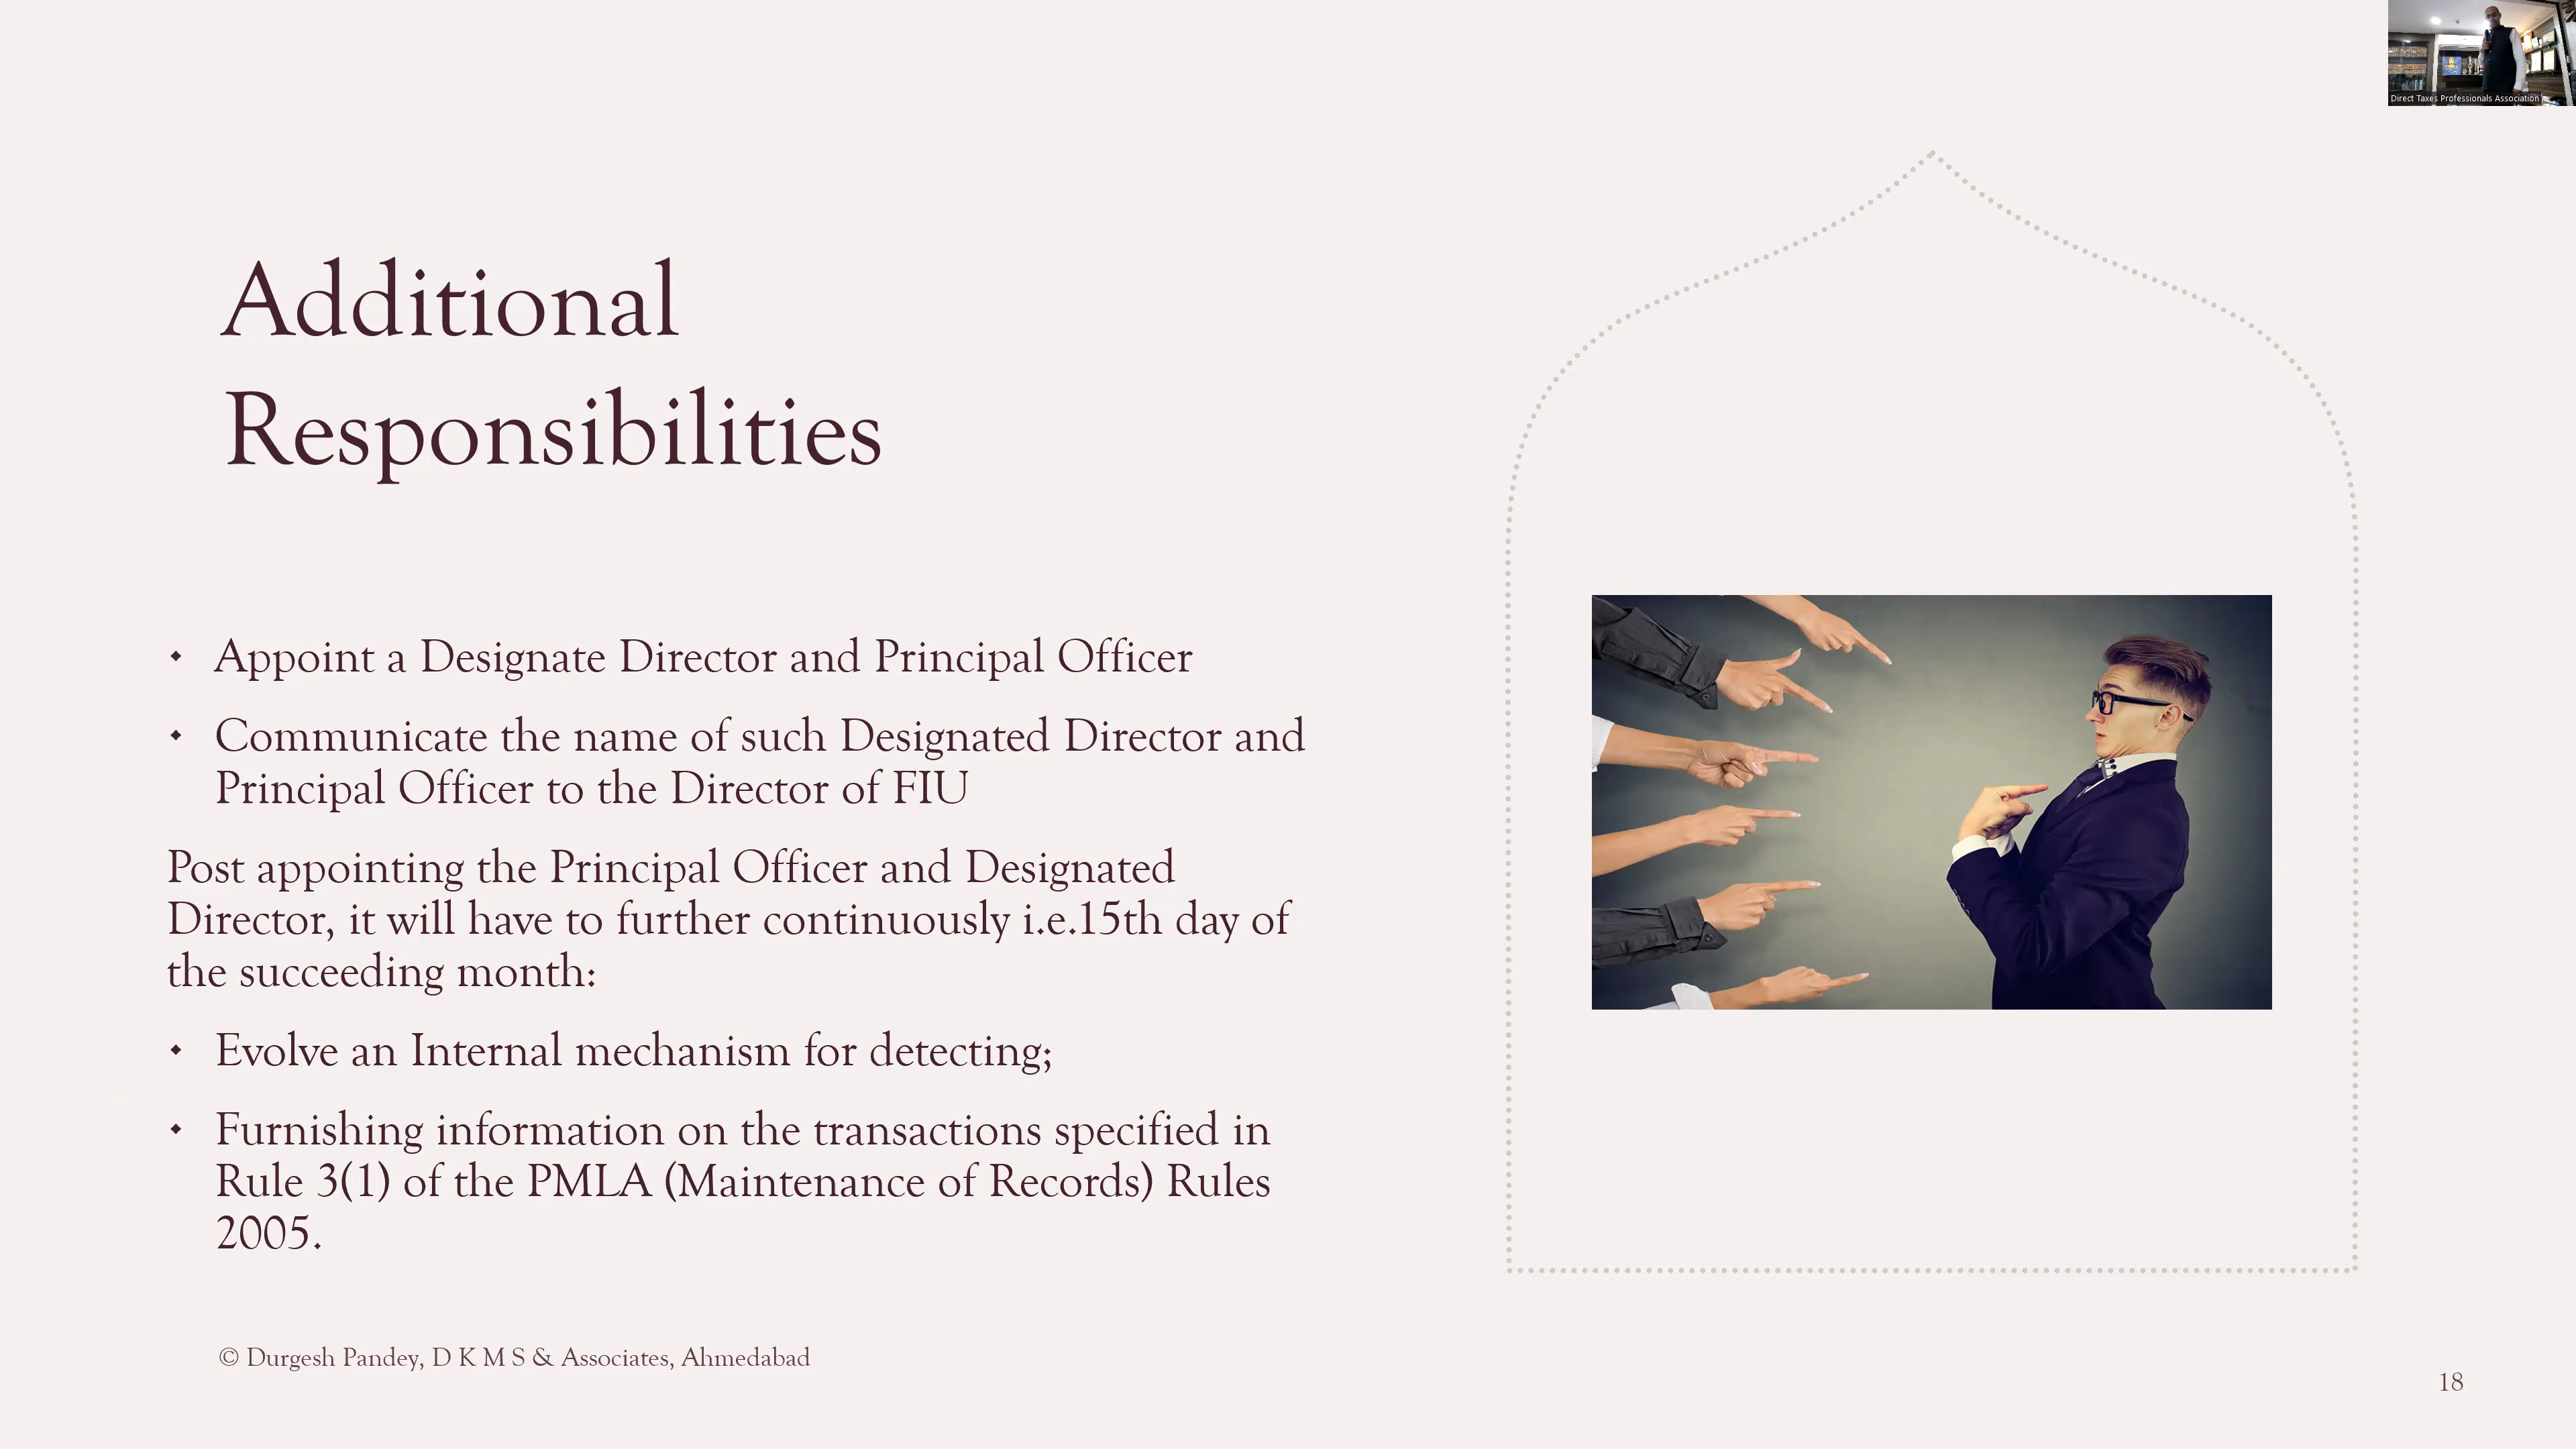 Direct Taxes Professionals Association
Additional
Responsibilities
• Appoint a Designate Director and Principal Officer
• Communicate the name of such Designated Director and
Principal Officer to the Director of FIU
Post appointing the Principal Officer and Designated
Director, it will have to further continuously i.e.15th day of
the succeeding month:
• Evolve an Internal mechanism for detecting;
• Furnishing information on the transactions specified in
Rule 3(1) of the PMLA (Maintenance of Records) Rules
2005.
© Durgesh Pandey, D K M S & Associates, Ahmedabad
18